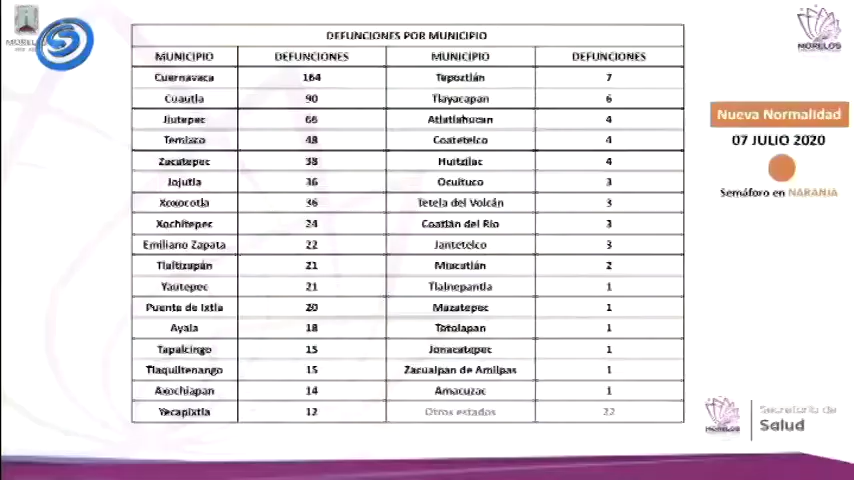 DEFUNCIONES POR MUNICIPIO
MUNICIPIO DEFUNCIONES MUNICIPIO DEFUNCIONES
Cuernavaca 164 Tepoztlán 7
Cuautla 90 Tlayacapan 6
Jiutepec 66 Atlatlahucan 4
Temixco 48 Coatetelco 4
Zacatepec 38 Huitzilac 4
Jojutla 36 Ocuituco 3
Xoxocotla 36 Tetela del Volcán 3
Xochitepec 24 Coatlán del Río 3
Emiliano Zapata 22 Jantetelco 3
Tlaltizapán 21 Miacatlán 2
Yautepec 21 Tlalnepantla 1
Puente de Ixtla 20 Mazatepec 1
Ayala 18 Totolapan 1
Tepalcingo 15 Jonacatepec 1
Tlaquiltenango 15 Zacualpan de Amilpas 1
Axochiapan 14 Amacuzac 1
Yecapixtla 12 Otros estados 22
MORELOS
Nueva Normalidad
07 JULIO 2020
Semáforo en NARANJA
MORELOS
Secretaría de
Salud